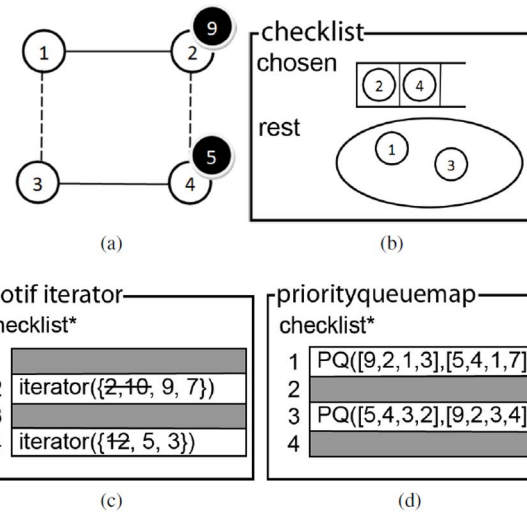 1 2 9
3 4 5
(a)
checklist
chosen
2 4
rest
1 3
(b)
otif iterator
hecklist*
2 iterator({2,10, 9, 7})
iterator({12, 5, 3})
(c)
priorityqueuemap
checklist*
1 PQ([9,2,1,3],[5,4,1,7]
2
3 PQ([5,4,3,2],[9,2,3,4]
4
(d)